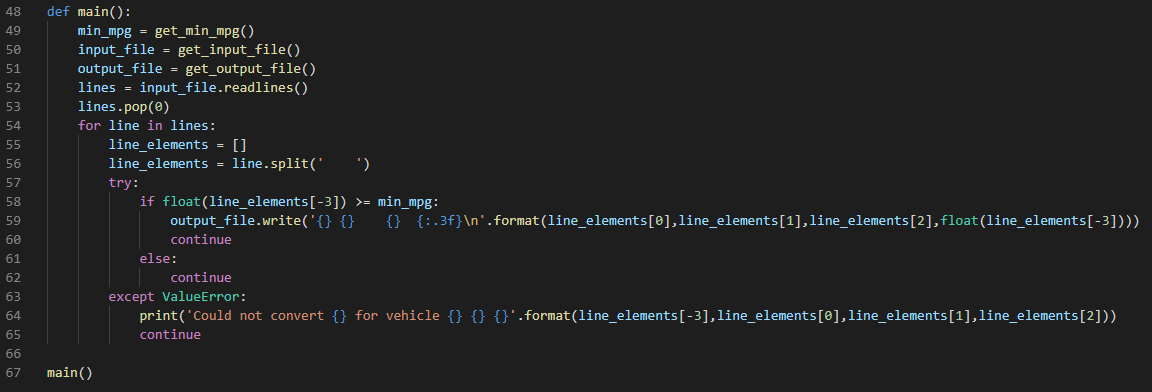 48 def main():
49     min_mpg = get_min_mpg()
50     input_file = get_input_file()
51     output_file = get_output_file()
52     lines = input_file.readlines()
53     lines.pop(0)
54     for line in lines:
55         line_elements = []
56         line_elements = line.split('    ')
57         try:
58             if float(line_elements[-3]) >= min_mpg:
59                 output_file.write('{} {}    {}  {:.3f}\n'.format(line_elements[0],line_elements[1],line_elements[2],float(line_elements[-3])))
60                 continue
61             else:
62                 continue
63         except ValueError:
64             print('Could not convert {} for vehicle {} {} {}'.format(line_elements[-3],line_elements[0],line_elements[1],line_elements[2]))
65             continue
66
67 main()